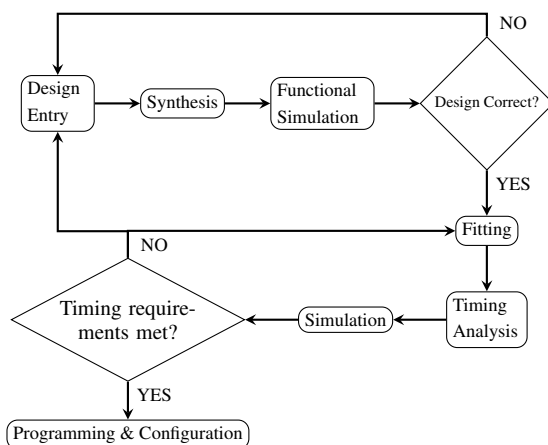 NO
Design
Entry
Synthesis
Functional
Simulation
Design Correct?
YES
Fitting
NO
Timing require-
ments met?
Simulation
Timing
Analysis
YES
Programming & Configuration